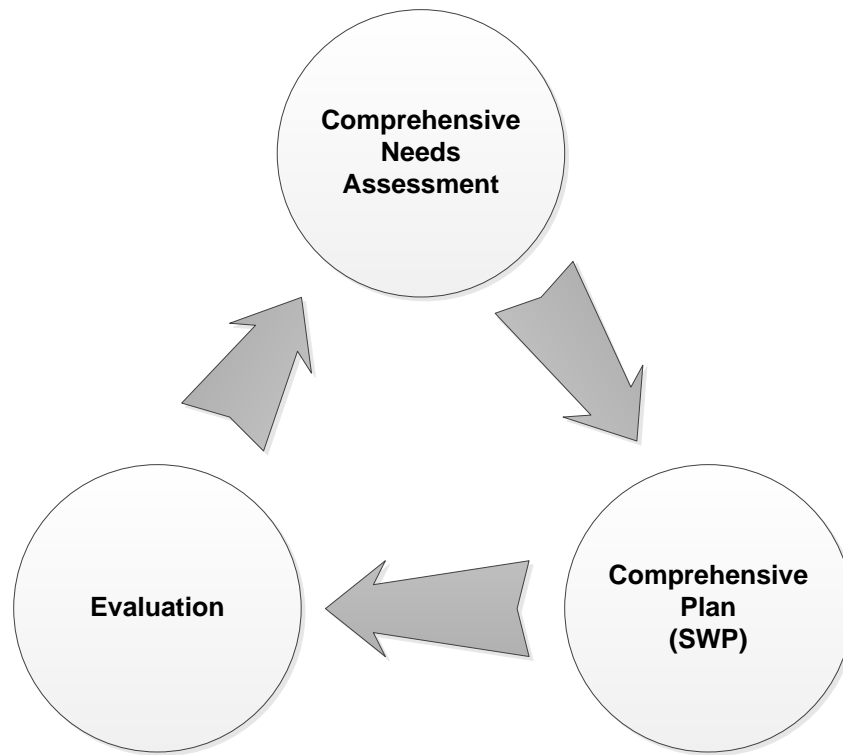 Comprehensive
Needs
Assessment
Evaluation
Comprehensive
Plan
(SWP)